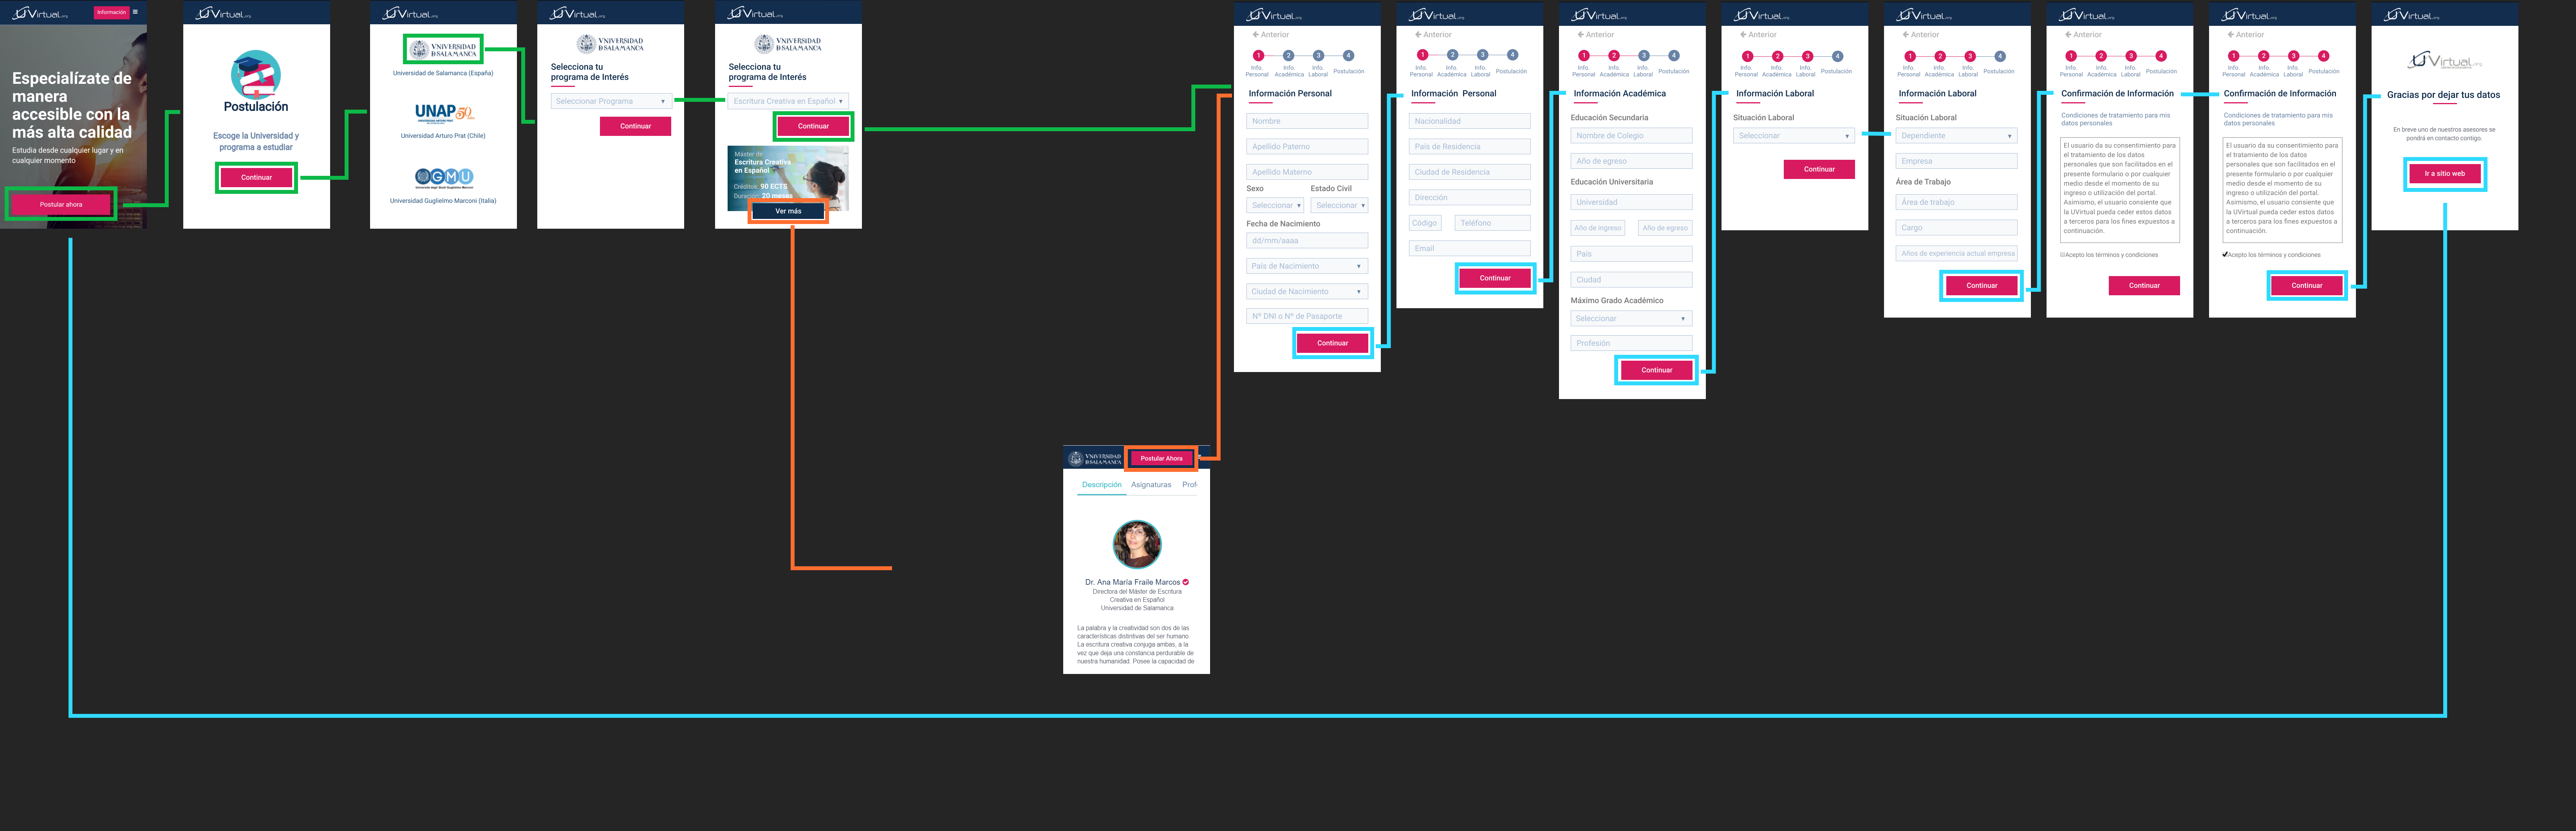 UVirtual.org
Información
Especialízate de
manera
accesible con la
más alta calidad
Estudia desde cualquier lugar y en
cualquier momento
Postular ahora
UVirtual.org
Postulación
Escoge la Universidad y
programa a estudiar
Continuar
UVirtual.org
VNIVERSIDAD
D SALAMANCA
Universidad de Salamanca (España)
UNAP 50
Universidad Arturo Prat (Chile)
GMU
Università degli Studi Guglielmo Marconi
Universidad Guglielmo Marconi (Italia)
UVirtual.org
VNIVERSIDAD
D SALAMANCA
Selecciona tu
programa de Interés
Seleccionar Programa
Continuar
UVirtual.org
VNIVERSIDAD
D SALAMANCA
Selecciona tu
programa de Interés
Escritura Creativa en Español
Continuar
Máster de
Escritura Creativa
en Español
Créditos: 90 ECTS
Duración: 20 meses
Ver más
VNIVERSIDAD
D SALAMANCA
Postular Ahora
Descripción Asignaturas Prof
Dr. Ana María Fraile Marcos
Directora del Máster de Escritura
Creativa en Español
Universidad de Salamanca
La palabra y la creatividad son dos de las
características distintivas del ser humano.
La escritura creativa conjuga ambas, a la
vez que deja una constancia perdurable de
nuestra humanidad. Posee la capacidad de
UVirtual.org
Anterior
1 2 3 4
Info. Personal Info. Académica Info. Laboral Postulación
Información Personal
Nombre
Apellido Paterno
Apellido Materno
Sexo Estado Civil
Seleccionar Seleccionar
Fecha de Nacimiento
dd/mm/aaaa
País de Nacimiento
Ciudad de Nacimiento
Nº DNI o Nº de Pasaporte
Continuar
UVirtual.org
Anterior
1 2 3 4
Info. Personal Info. Académica Info. Laboral Postulación
Información Personal
Nacionalidad
País de Residencia
Ciudad de Residencia
Dirección
Código Teléfono
Email
Continuar
UVirtual.org
Anterior
1 2 3 4
Info. Personal Info. Académica Info. Laboral Postulación
Información Académica
Educación Secundaria
Nombre de Colegio
Año de egreso
Educación Universitaria
Universidad
Año de ingreso Año de egreso
País
Ciudad
Máximo Grado Académico
Seleccionar
Profesión
Continuar
UVirtual.org
Anterior
1 2 3 4
Info. Personal Info. Académica Info. Laboral Postulación
Información Laboral
Situación Laboral
Seleccionar
Continuar
UVirtual.org
Anterior
1 2 3 4
Info. Personal Info. Académica Info. Laboral Postulación
Información Laboral
Situación Laboral
Dependiente
Empresa
Área de Trabajo
Área de trabajo
Cargo
Años de experiencia actual empresa
Continuar
UVirtual.org
Anterior
1 2 3 4
Info. Personal Info. Académica Info. Laboral Postulación
Confirmación de Información
Condiciones de tratamiento para mis
datos personales
El usuario da su consentimiento para
el tratamiento de los datos
personales que son facilitados en el
presente formulario o por cualquier
medio desde el momento de su
ingreso o utilización del portal.
Asimismo, el usuario consiente que
la UVirtual pueda ceder estos datos
a terceros para los fines expuestos a
continuación.
Acepto los términos y condiciones
Continuar
UVirtual.org
Anterior
1 2 3 4
Info. Personal Info. Académica Info. Laboral Postulación
Confirmación de Información
Condiciones de tratamiento para mis
datos personales
El usuario da su consentimiento para
el tratamiento de los datos
personales que son facilitados en el
presente formulario o por cualquier
medio desde el momento de su
ingreso o utilización del portal.
Asimismo, el usuario consiente que
la UVirtual pueda ceder estos datos
a terceros para los fines expuestos a
continuación.
Acepto los términos y condiciones
Continuar
UVirtual.org
UVirtual.org
Gracias por dejar tus datos
En breve uno de nuestros asesores se
pondrá en contacto contigo.
Ir a sitio web